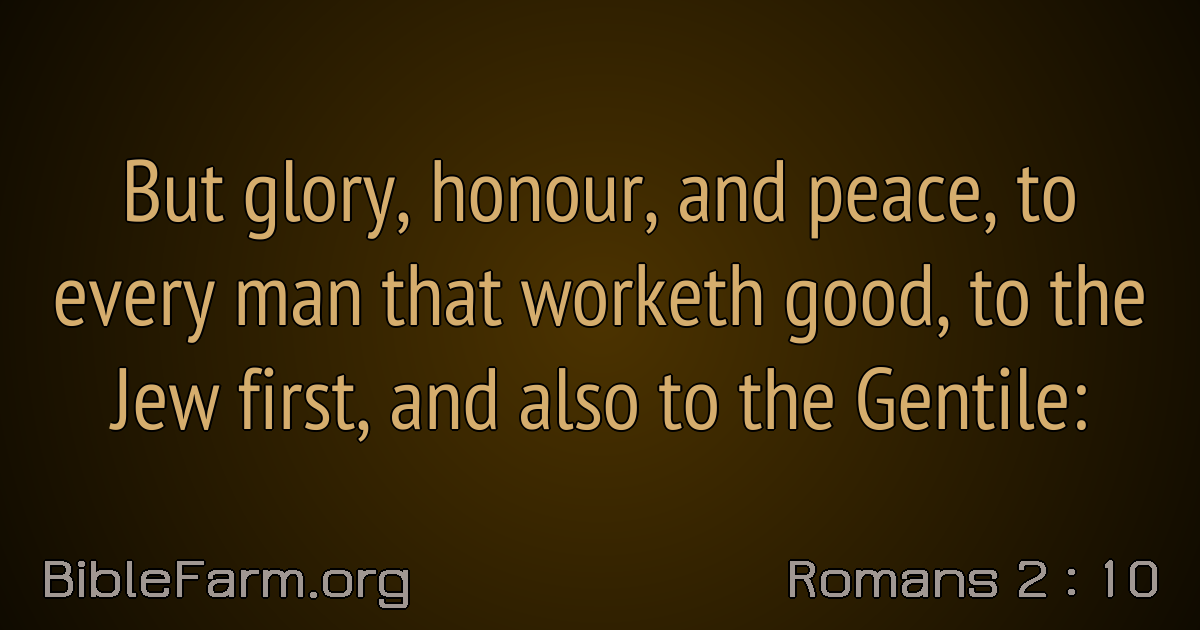 But glory, honour, and peace, to
every man that worketh good, to the
Jew first, and also to the Gentile:
BibleFarm.org
Romans 2 : 10